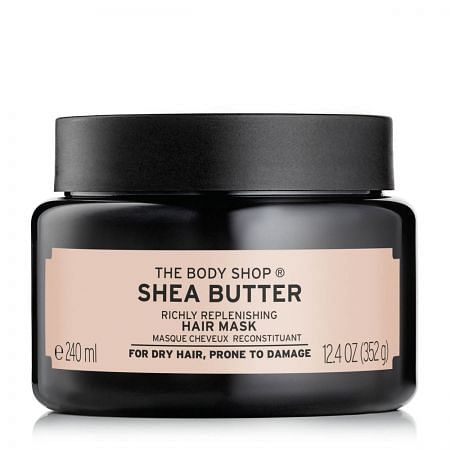 THE BODY SHOP ®
SHEA BUTTER
RICHLY REPLENISHING
HAIR MASK
MASQUE CHEVEUX RECONSTITUANT
FOR DRY HAIR, PRONE TO DAMAGE
℮ 240 ml
12.4 OZ (352 g)